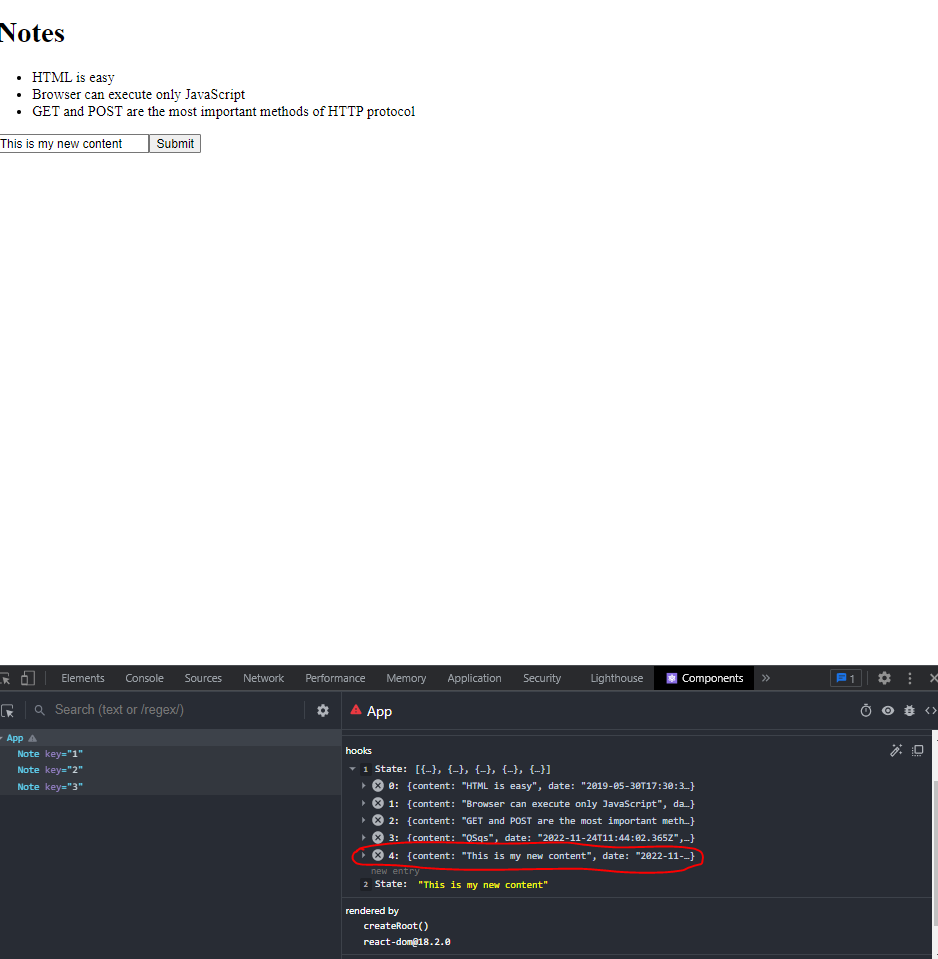 Notes
• HTML is easy
• Browser can execute only JavaScript
• GET and POST are the most important methods of HTTP protocol
This is my new content Submit
Elements Console Sources Network Performance Memory Application Security Lighthouse Components » 1
Search (text or /regex/) App
App
Note key="1"
Note key="2"
Note key="3"
hooks
1 State: [{…}, {…}, {…}, {…}, {…}]
0: {content: "HTML is easy", date: "2019-05-30T17:30:3…}
1: {content: "Browser can execute only JavaScript", da…}
2: {content: "GET and POST are the most important meth…}
3: {content: "QSqs", date: "2022-11-24T11:44:02.365Z",…}
4: {content: "This is my new content", date: "2022-11-…}
new entry
2 State: "This is my new content"
rendered by
createRoot()
react-dom@18.2.0